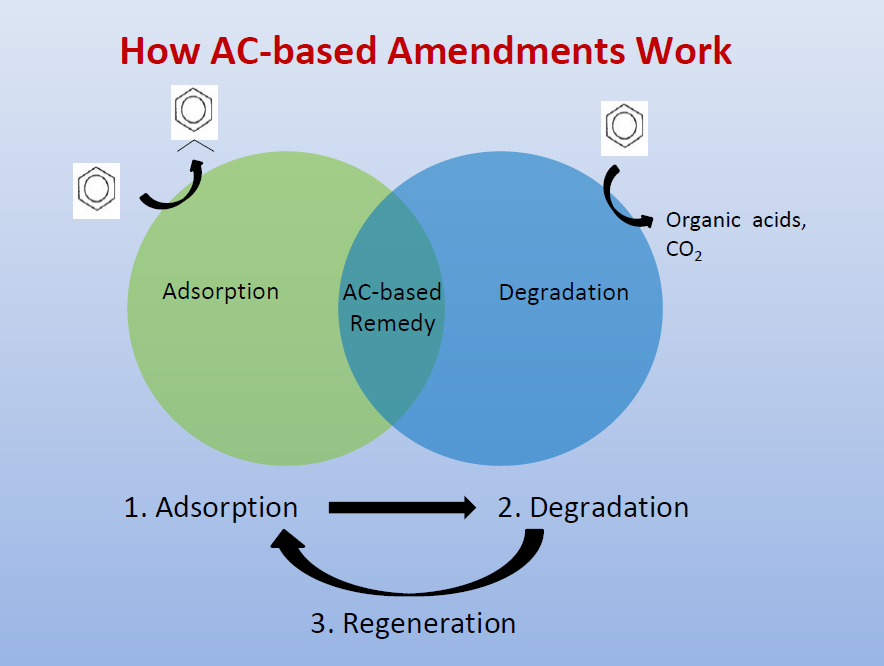 How AC-based Amendments Work
Organic acids,
CO₂
Adsorption
AC-based
Remedy
Degradation
1. Adsorption
2. Degradation
3. Regeneration